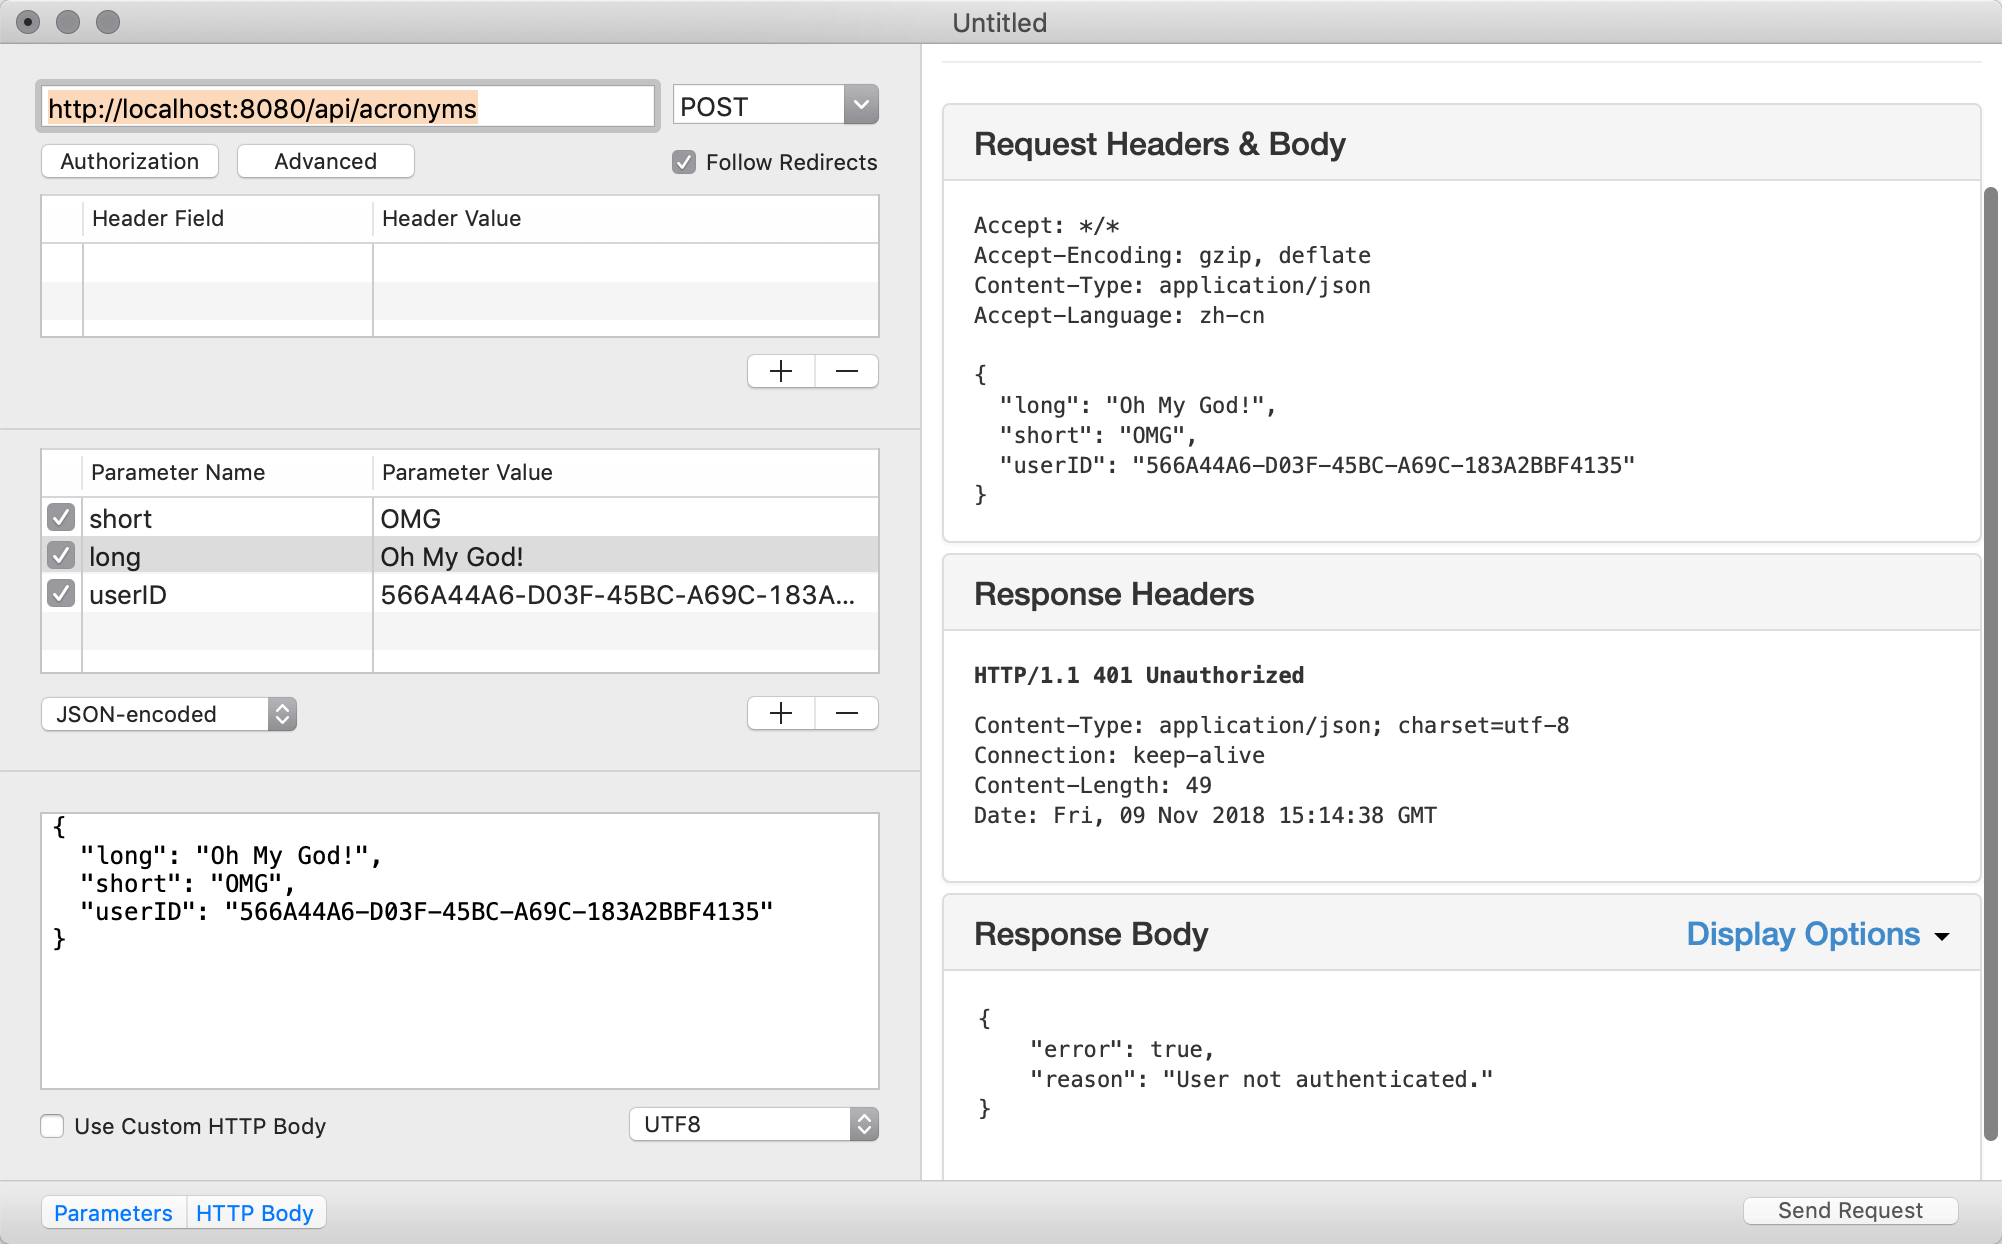 Untitled
http://localhost:8080/api/acronyms
POST
Authorization
Advanced
Follow Redirects
Header Field
Header Value
+ −
Parameter Name
Parameter Value
short
OMG
long
Oh My God!
userID
566A44A6-D03F-45BC-A69C-183A...
JSON-encoded
+ −
{
  "long": "Oh My God!",
  "short": "OMG",
  "userID": "566A44A6-D03F-45BC-A69C-183A2BBF4135"
}
Use Custom HTTP Body
UTF8
Parameters
HTTP Body
Request Headers & Body
Accept: */*
Accept-Encoding: gzip, deflate
Content-Type: application/json
Accept-Language: zh-cn
{
  "long": "Oh My God!",
  "short": "OMG",
  "userID": "566A44A6-D03F-45BC-A69C-183A2BBF4135"
}
Response Headers
HTTP/1.1 401 Unauthorized
Content-Type: application/json; charset=utf-8
Connection: keep-alive
Content-Length: 49
Date: Fri, 09 Nov 2018 15:14:38 GMT
Response Body
Display Options
{
    "error": true,
    "reason": "User not authenticated."
}
Send Request